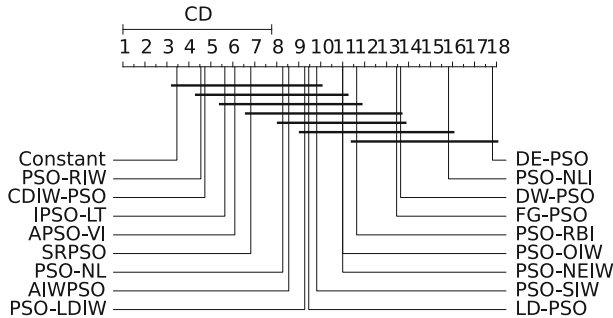 CD
1 2 3 4 5 6 7 8 9 10 11 12 13 14 15 16 17 18
Constant DE-PSO
PSO-RIW PSO-NLI
CDIW-PSO DW-PSO
IPSO-LT FG-PSO
APSO-VI PSO-RBI
SRPSO PSO-OIW
PSO-NL PSO-NEIW
AIWPSO PSO-SIW
PSO-LDIW LD-PSO